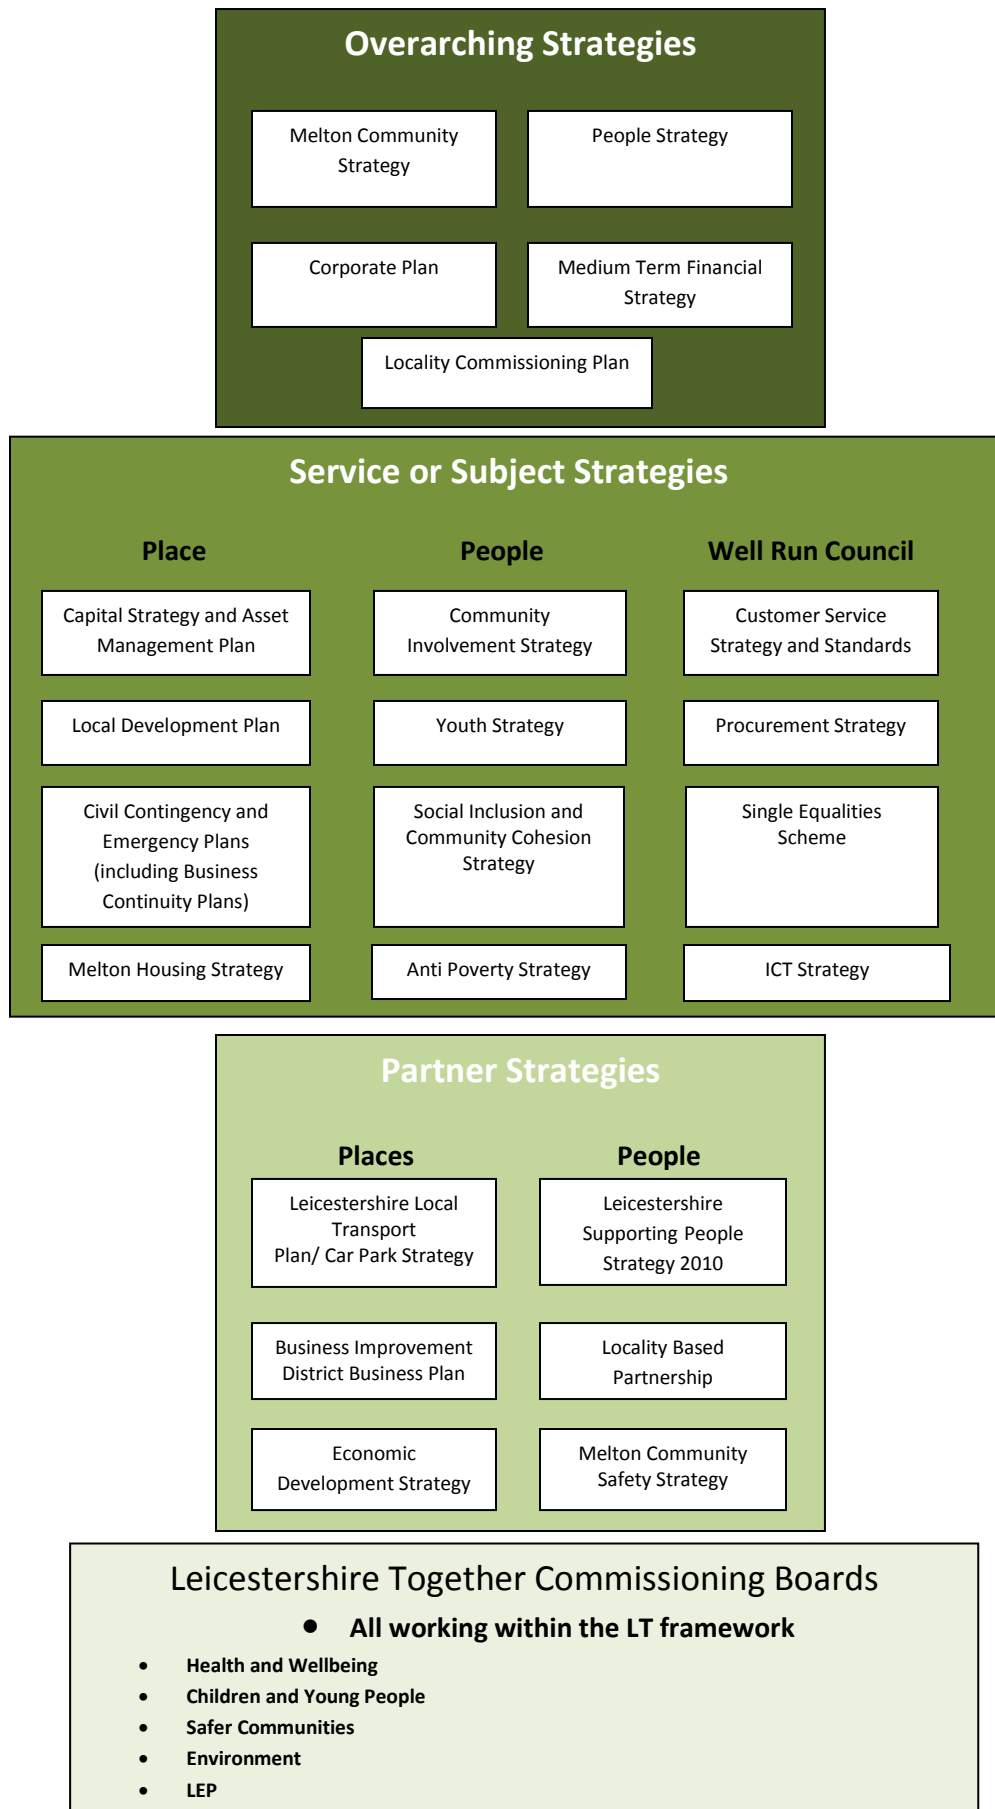 Overarching Strategies
Melton Community
Strategy
People Strategy
Corporate Plan
Medium Term Financial
Strategy
Locality Commissioning Plan
Service or Subject Strategies
Place
People
Well Run Council
Capital Strategy and Asset
Management Plan
Community
Involvement Strategy
Customer Service
Strategy and Standards
Local Development Plan
Youth Strategy
Procurement Strategy
Civil Contingency and
Emergency Plans
(including Business
Continuity Plans)
Social Inclusion and
Community Cohesion
Strategy
Single Equalities
Scheme
Melton Housing Strategy
Anti Poverty Strategy
ICT Strategy
Partner Strategies
Places
People
Leicestershire Local
Transport
Plan/ Car Park Strategy
Leicestershire
Supporting People
Strategy 2010
Business Improvement
District Business Plan
Locality Based
Partnership
Economic
Development Strategy
Melton Community
Safety Strategy
Leicestershire Together Commissioning Boards
• All working within the LT framework
• Health and Wellbeing
• Children and Young People
• Safer Communities
• Environment
• LEP